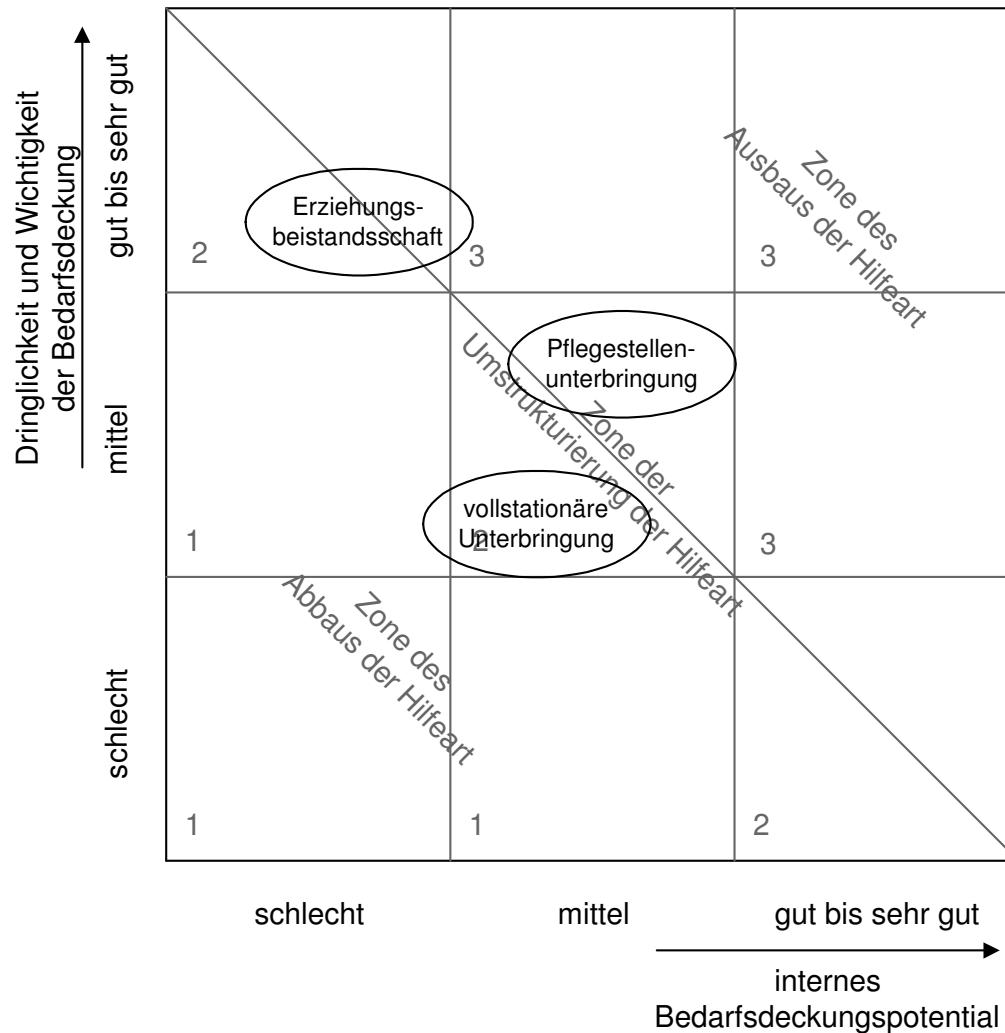 Dringlichkeit und Wichtigkeit
der Bedarfsdeckung
gut bis sehr gut
mittel
schlecht
Erziehungs-
beistandsschaft
2
3
3
Zone des
Ausbaus der Hilfeart
Pflegestellen-
unterbringung
Zone der
Umstrukturierung der Hilfeart
vollstationäre
Unterbringung
1
2
3
Zone des
Abbaus der Hilfeart
1
1
2
schlecht
mittel
gut bis sehr gut
internes
Bedarfsdeckungspotential